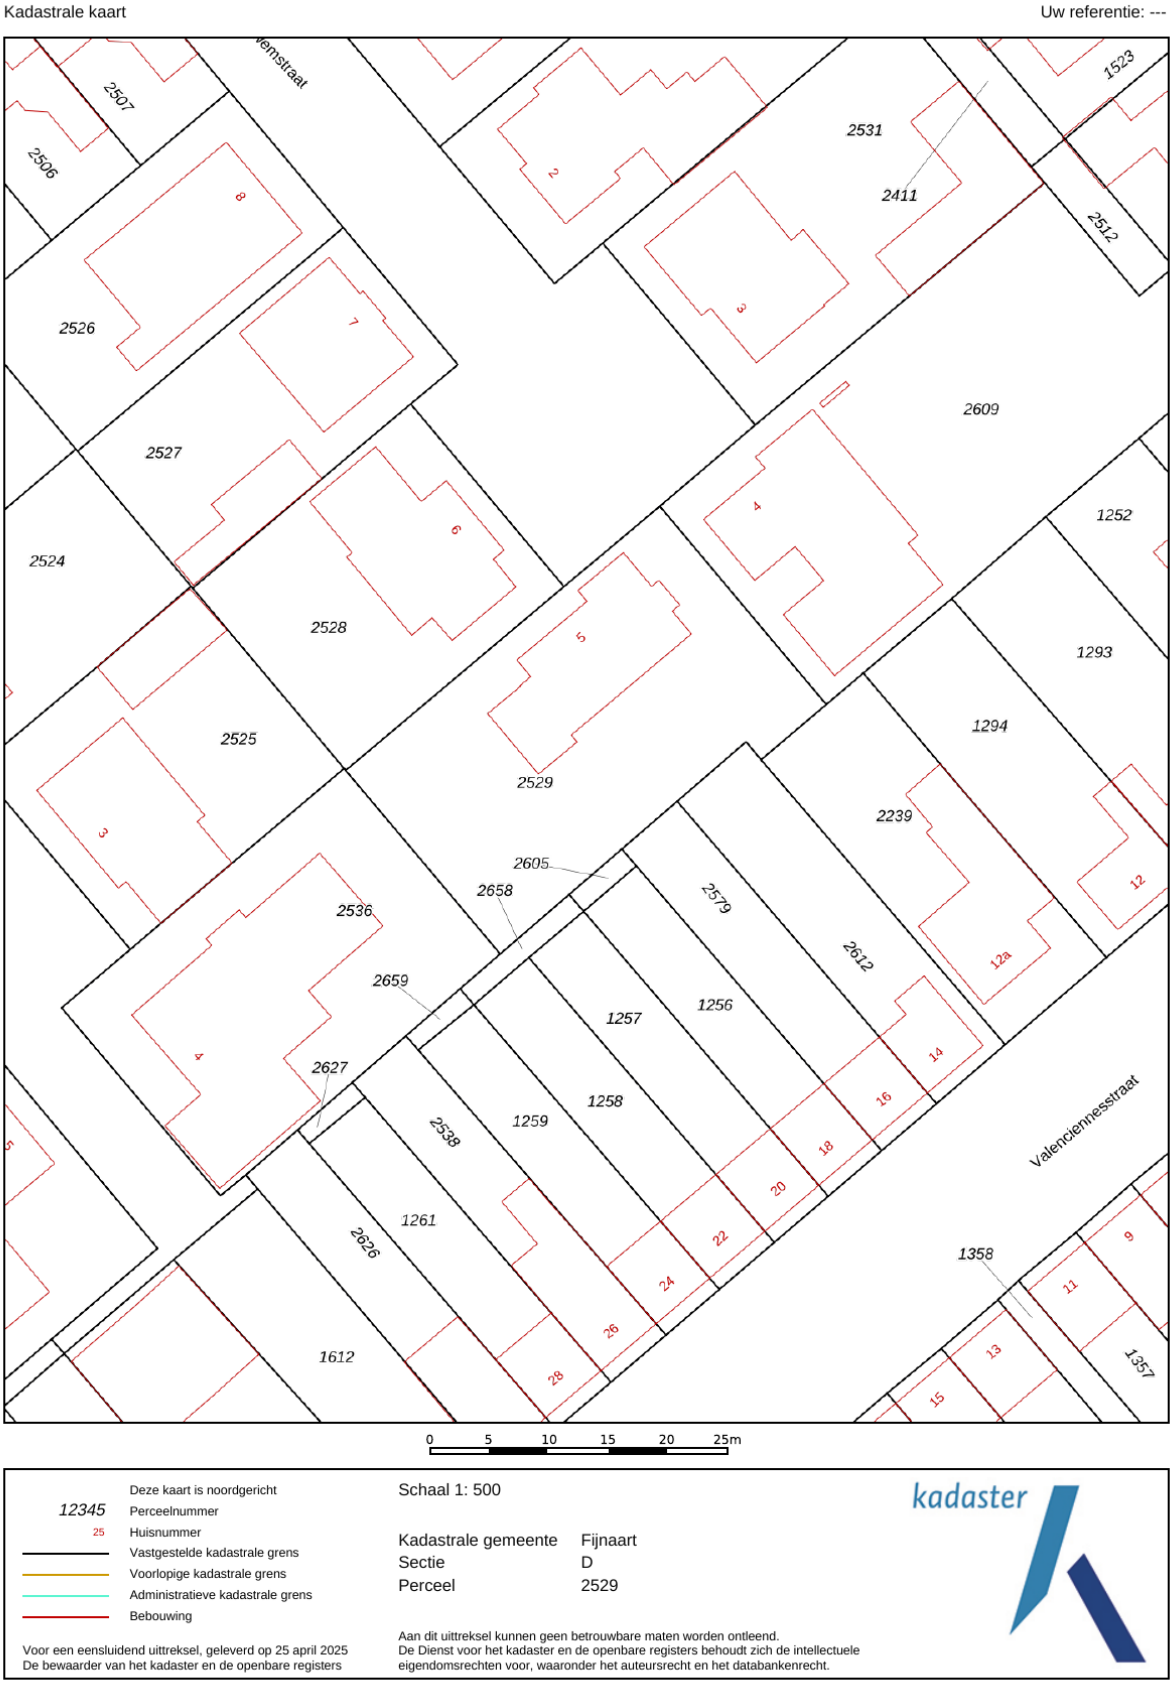 Kadastrale kaart
Uw referentie: ---
1523
2507
2531
2506
2
2411
8
2512
3
2526
7
2609
2527
4
1252
6
2524
2528
5
1293
1294
2525
2529
2239
3
2605
2658
12
2579
2536
2612
12a
2659
1257
1256
14
4
2627
16
1258
1259
2538
5
18
Valenciennesstraat
20
1261
2626
22
9
1358
24
11
26
13
1612
1357
28
15
0 5 10 15 20 25m
Deze kaart is noordgericht
12345 Perceelnummer
25 Huisnummer
Vastgestelde kadastrale grens
Voorlopige kadastrale grens
Administratieve kadastrale grens
Bebouwing
Voor een eensluidend uittreksel, geleverd op 25 april 2025
De bewaarder van het kadaster en de openbare registers
Schaal 1: 500
Kadastrale gemeente Fijnaart
Sectie D
Perceel 2529
Aan dit uittreksel kunnen geen betrouwbare maten worden ontleend.
De Dienst voor het kadaster en de openbare registers behoudt zich de intellectuele
eigendomsrechten voor, waaronder het auteursrecht en het databankenrecht.
kadaster